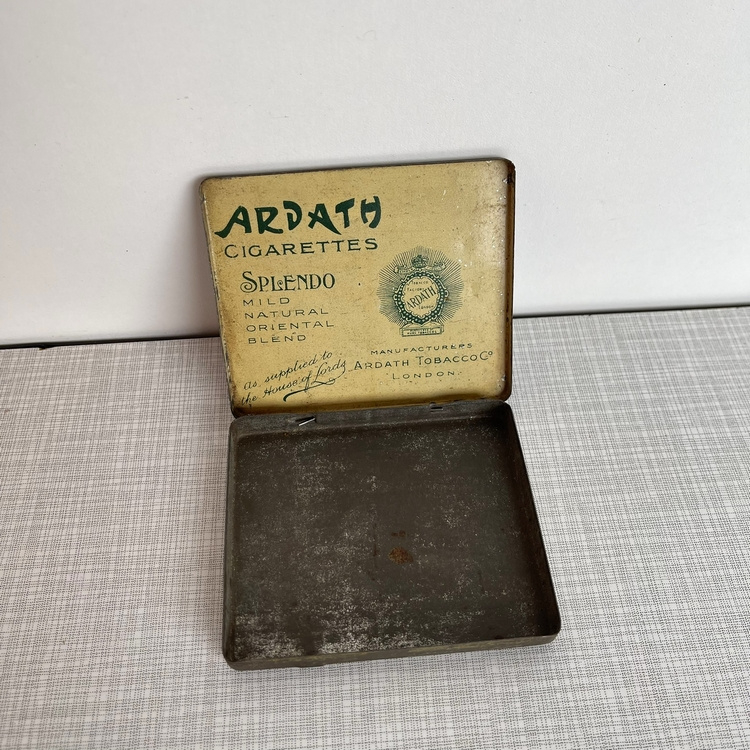 ARDATH
CIGARETTES
SPLENDO
MILD
NATURAL
ORIENTAL
BLEND
as supplied to
the House of Lords
ARDATH
LONDON
MANUFACTURERS
ARDATH TOBACCO Co
LONDON.